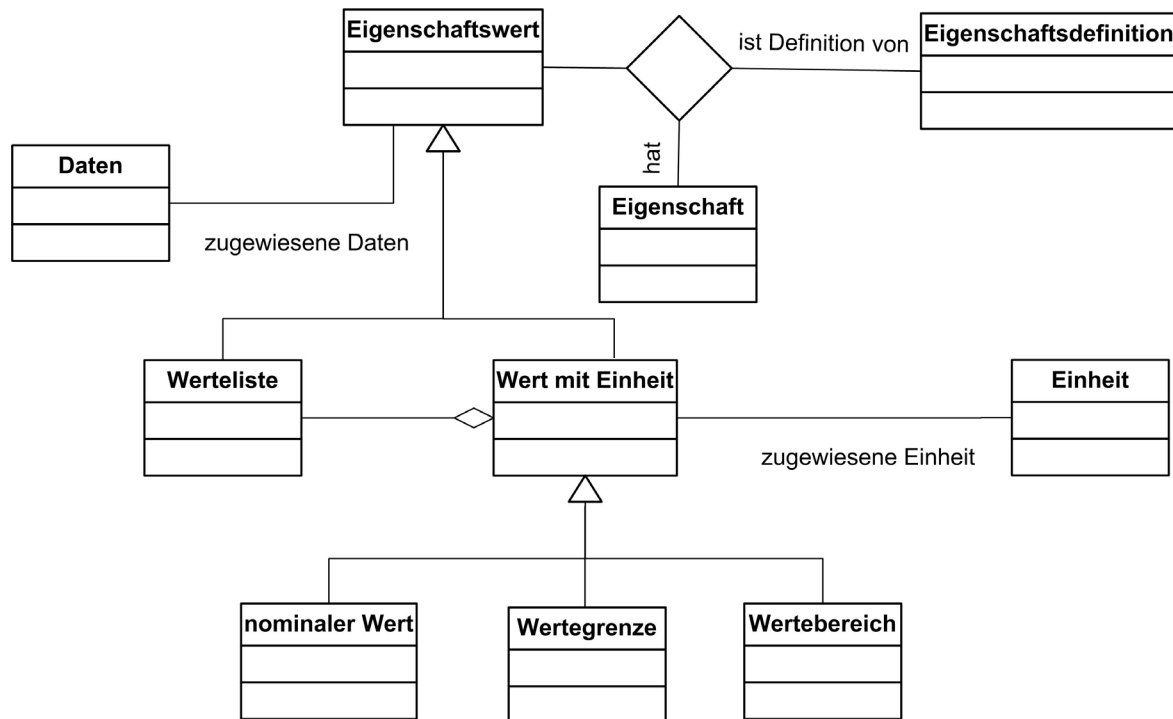 Eigenschaftswert
ist Definition von
Eigenschaftsdefinition
Daten
hat
Eigenschaft
zugewiesene Daten
Werteliste
Wert mit Einheit
Einheit
zugewiesene Einheit
nominaler Wert
Wertegrenze
Wertebereich